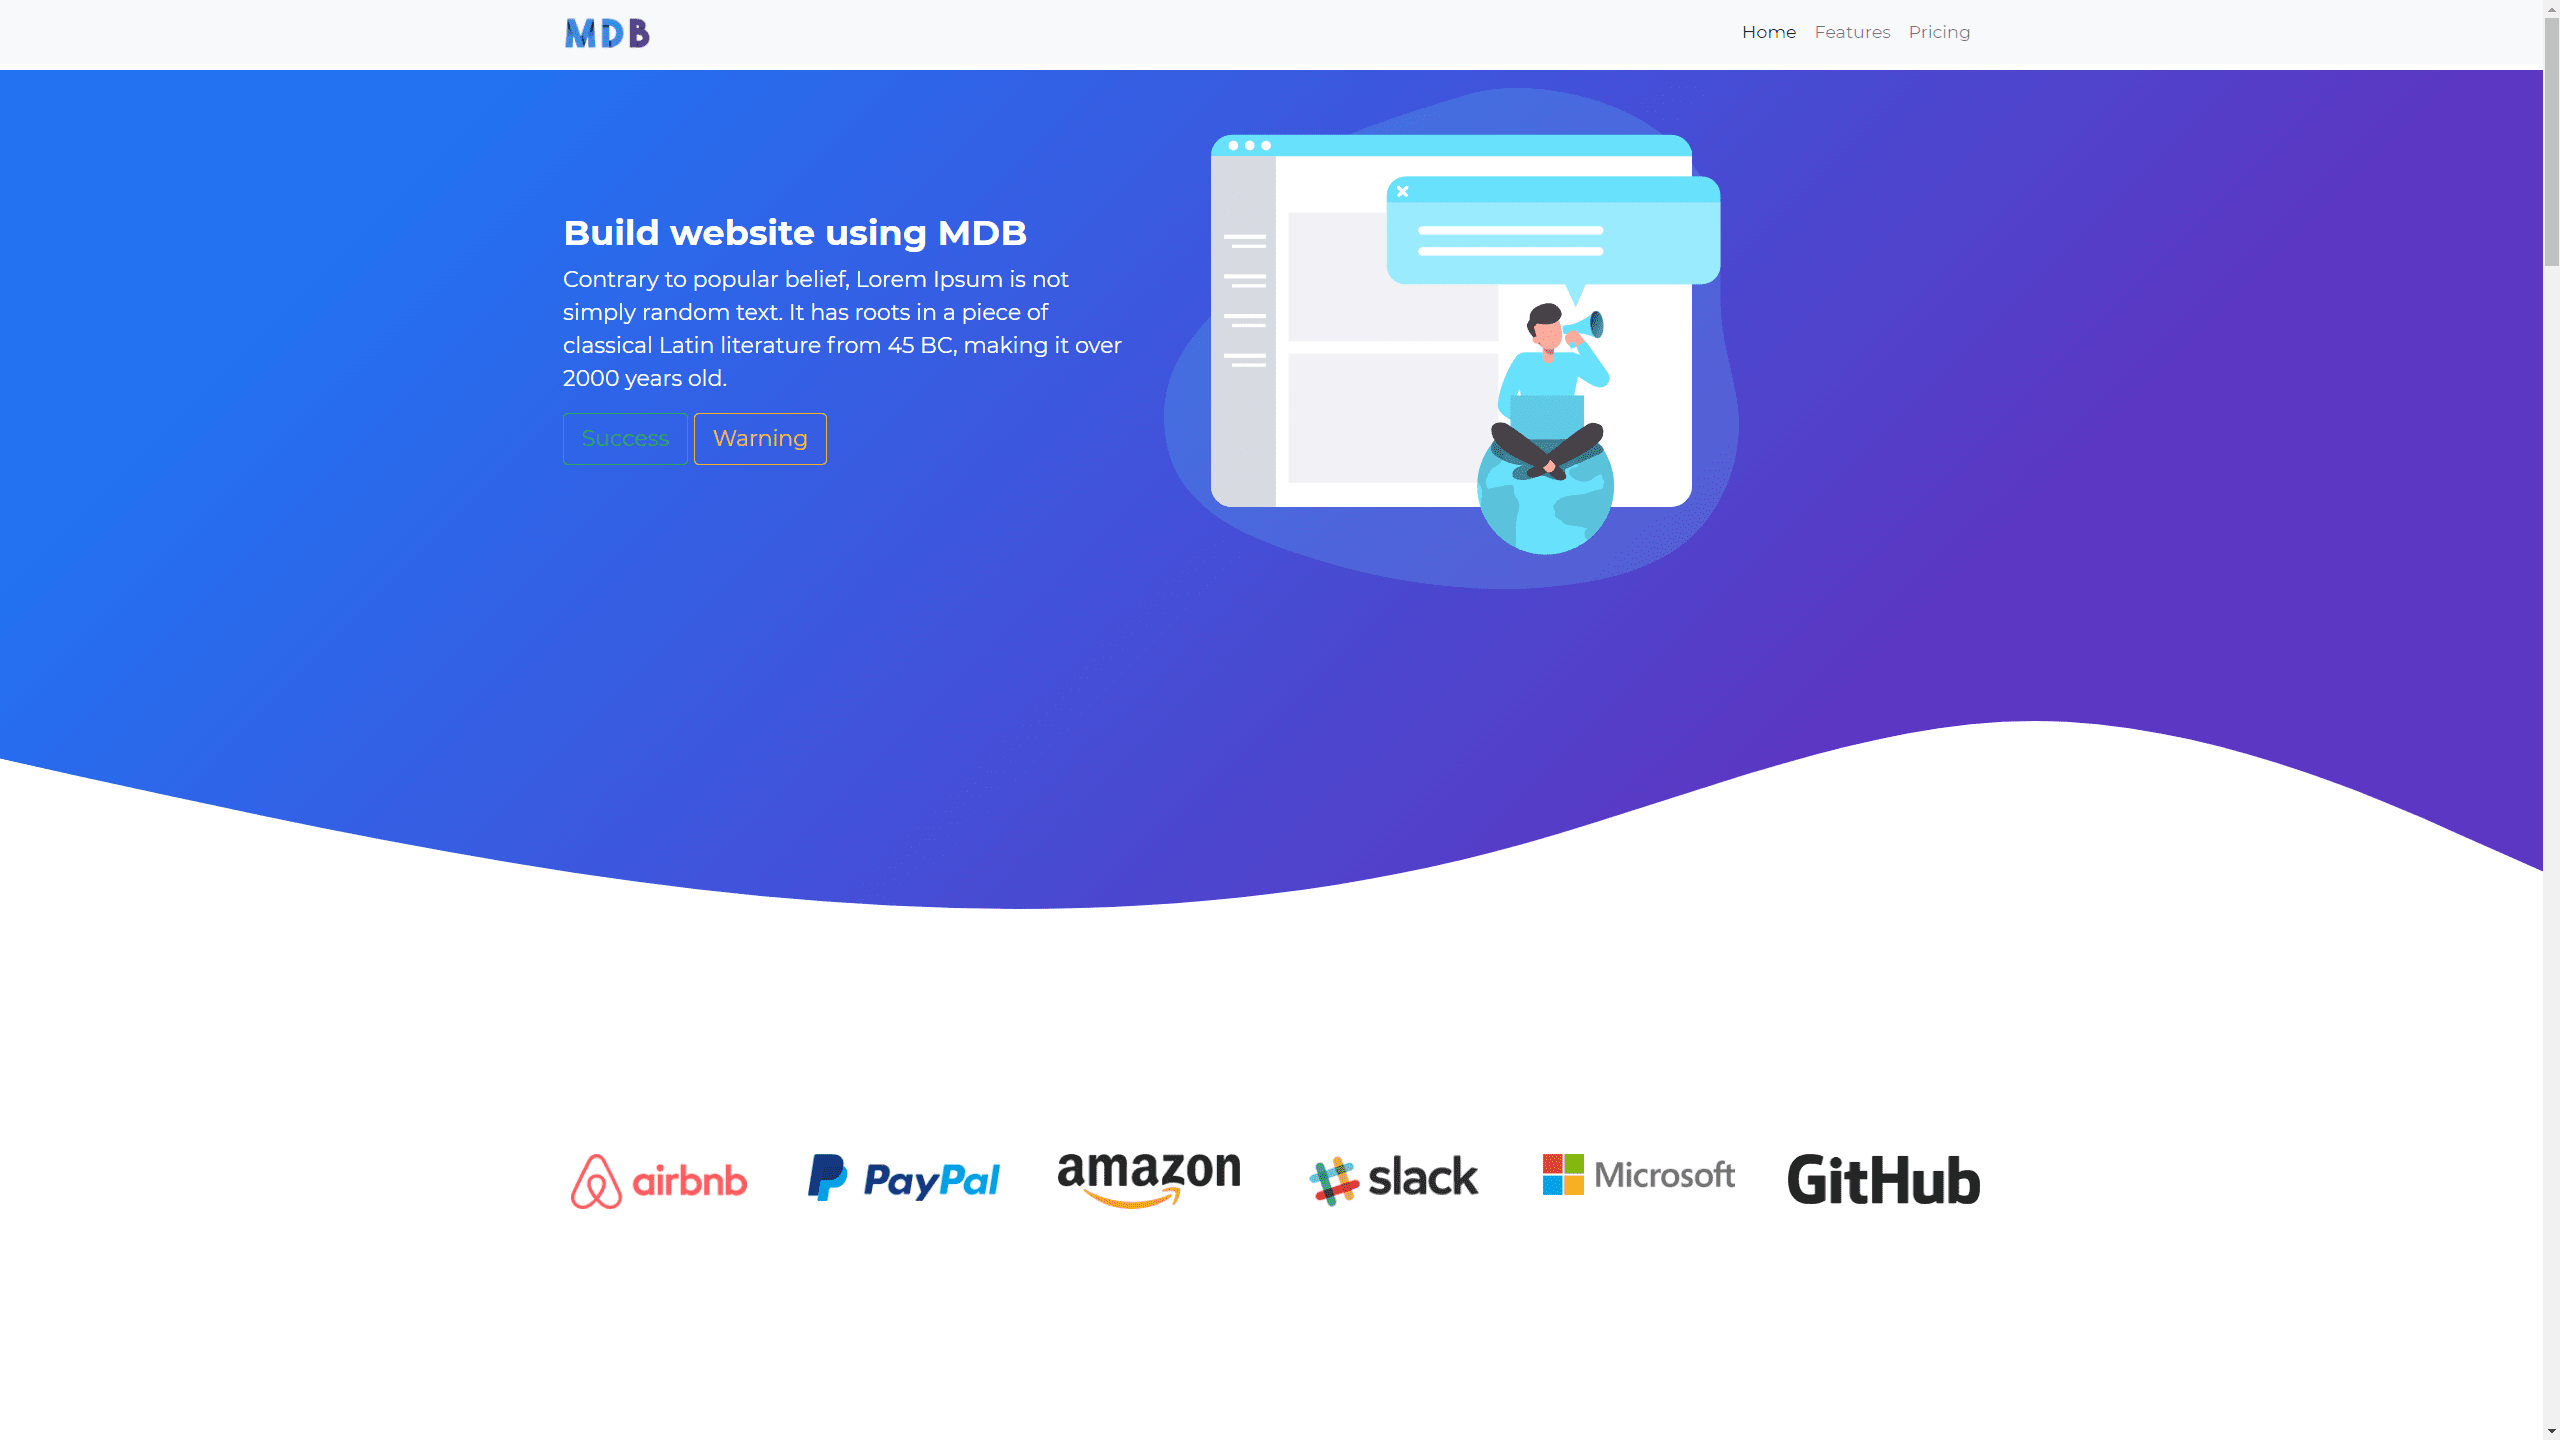 MDB
Home Features Pricing
Build website using MDB
Contrary to popular belief, Lorem Ipsum is not
simply random text. It has roots in a piece of
classical Latin literature from 45 BC, making it over
2000 years old.
Success Warning
airbnb PayPal amazon slack Microsoft GitHub